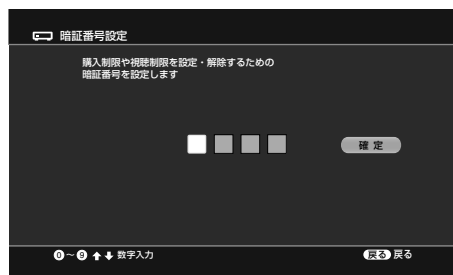 暗証番号設定
購入制限や視聴制限を設定・解除するための
暗証番号を設定します
確 定
0～9 ↑↓ 数字入力 戻る 戻る